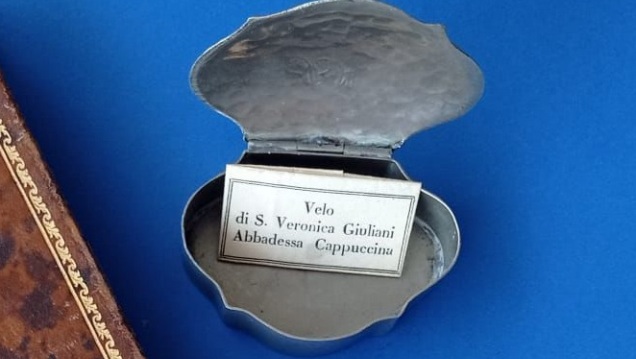 Velo
di S. Veronica Giuliani
Abbadessa Cappuccina